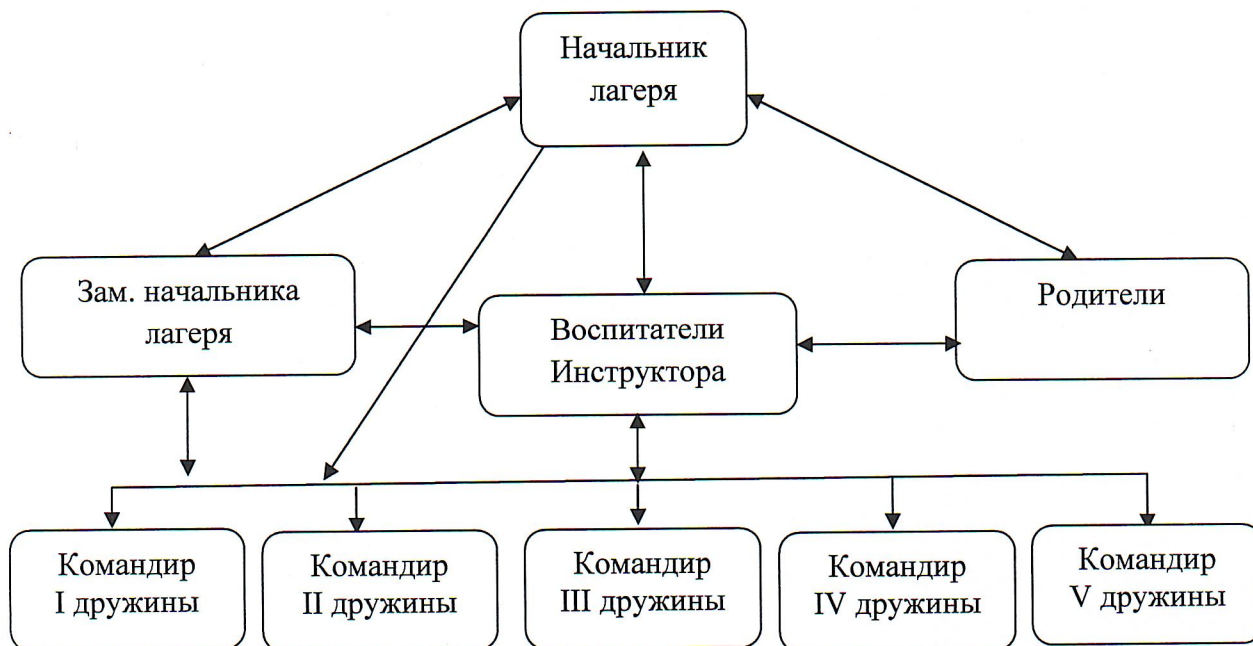 Начальник
лагеря
Зам. начальника
лагеря
Воспитатели
Инструктора
Родители
Командир
I дружины
Командир
II дружины
Командир
III дружины
Командир
IV дружины
Командир
V дружины